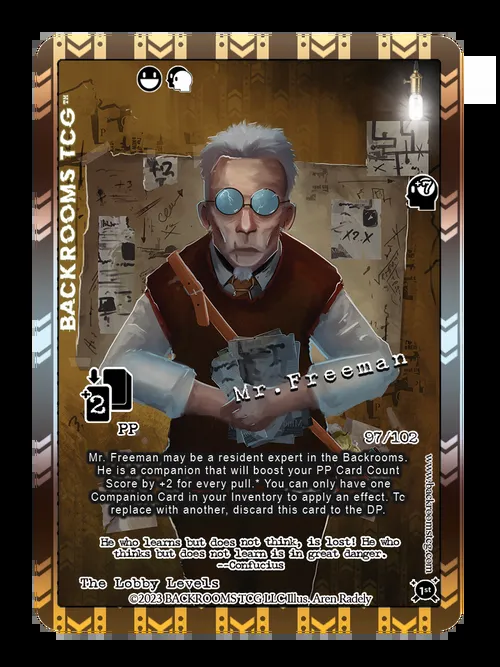 BACKROOMS TCG™
+7
+2
X?.X
Mr.Freeman
+2
PP
97/102
Mr. Freeman may be a resident expert in the Backrooms.
He is a companion that will boost your PP Card Count
Score by +2 for every pull.* You can only have one
Companion Card in your Inventory to apply an effect. To
replace with another, discard this card to the DP.
www.backroomstcg.com
He who learns but does not think, is lost! He who
thinks but does not learn is in great danger.
--Confucius
The Lobby Levels
©2023 BACKROOMS TCG LLC Illus. Aren Radely
1st